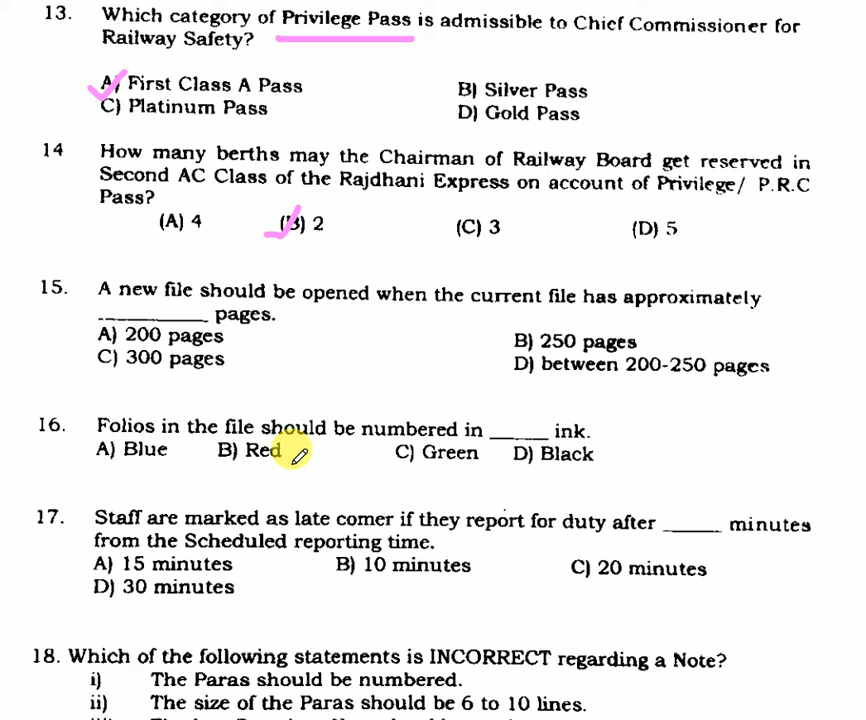 13. Which category of Privilege Pass is admissible to Chief Commissioner for
Railway Safety?
A) First Class A Pass B) Silver Pass
C) Platinum Pass D) Gold Pass
14 How many berths may the Chairman of Railway Board get reserved in
Second AC Class of the Rajdhani Express on account of Privilege/ P.R.C
Pass?
(A) 4 (B) 2 (C) 3 (D) 5
15. A new file should be opened when the current file has approximately
__________ pages.
A) 200 pages B) 250 pages
C) 300 pages D) between 200-250 pages
16. Folios in the file should be numbered in _____ ink.
A) Blue B) Red C) Green D) Black
17. Staff are marked as late comer if they report for duty after _____ minutes
from the Scheduled reporting time.
A) 15 minutes B) 10 minutes C) 20 minutes
D) 30 minutes
18. Which of the following statements is INCORRECT regarding a Note?
i) The Paras should be numbered.
ii) The size of the Paras should be 6 to 10 lines.